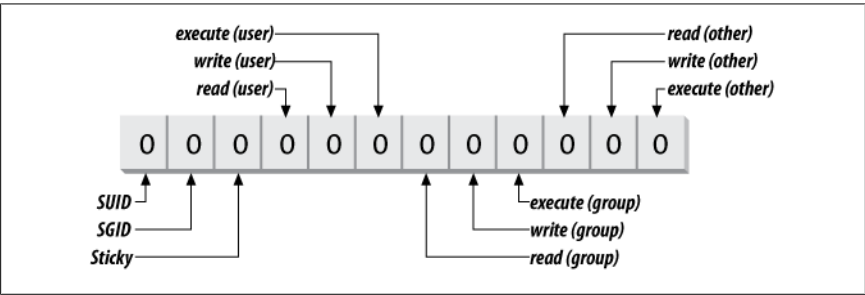 execute (user)
write (user)
read (user)
read (other)
write (other)
execute (other)
0 0 0 0 0 0 0 0 0 0 0 0
SUID
SGID
Sticky
execute (group)
write (group)
read (group)